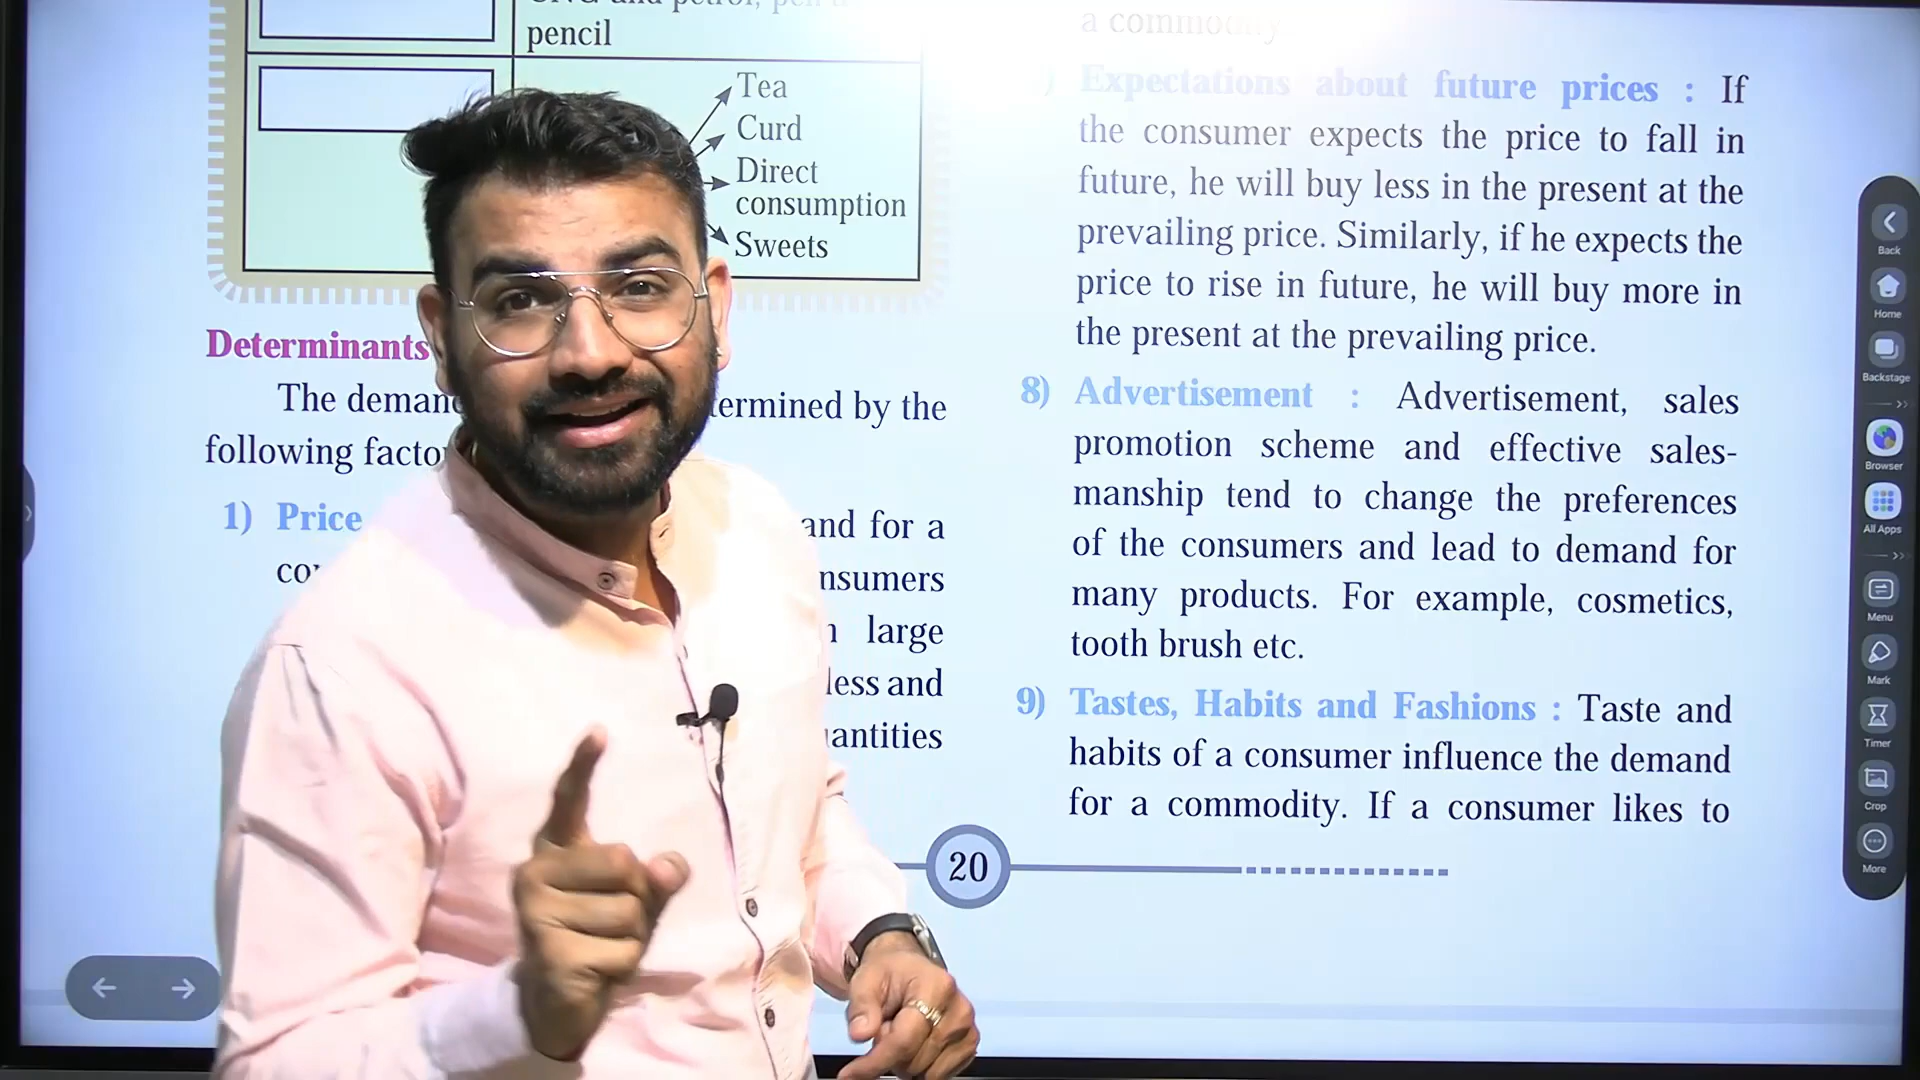 pencil
Tea
Curd
Direct
consumption
Sweets
Determinants
The deman
termined by the
following facto
1) Price
and for a
co
nsumers
large
less and
antities
a commodity
Expectations about future prices : If
the consumer expects the price to fall in
future, he will buy less in the present at the
prevailing price. Similarly, if he expects the
price to rise in future, he will buy more in
the present at the prevailing price.
8) Advertisement : Advertisement, sales
promotion scheme and effective sales-
manship tend to change the preferences
of the consumers and lead to demand for
many products. For example, cosmetics,
tooth brush etc.
9) Tastes, Habits and Fashions : Taste and
habits of a consumer influence the demand
for a commodity. If a consumer likes to
20
Back
Home
Backstage
Browser
All Apps
Menu
Mark
Timer
Crop
More